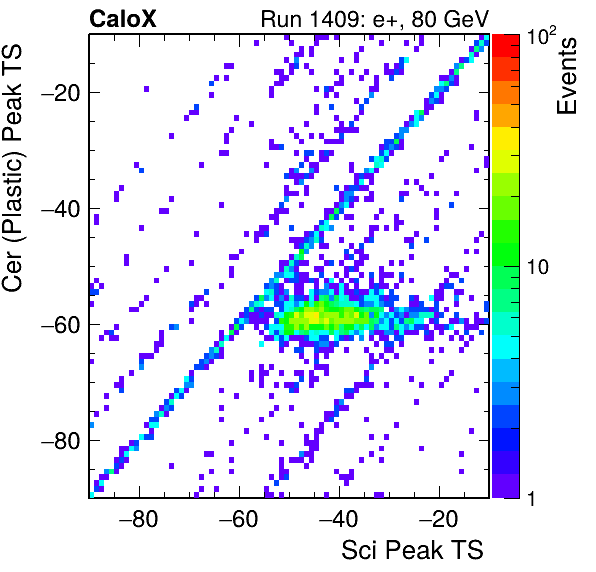 CaloX Run 1409: e+, 80 GeV
Cer (Plastic) Peak TS
−20
−40
−60
−80
−80 −60 −40 −20
Sci Peak TS
10²
10
1
Events